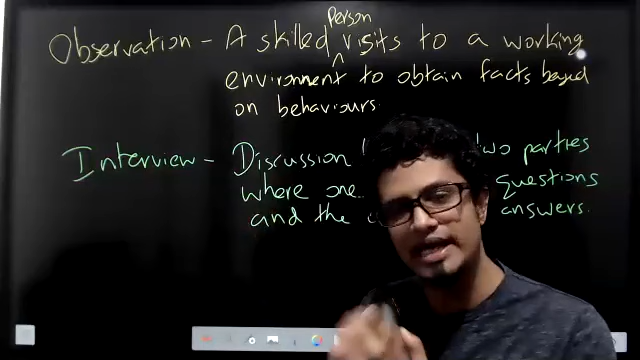 Observation - A skilled person visits to a working
environment to obtain facts based
on behaviours.
Interview - Discussion two parties
where one questions
and the answers.